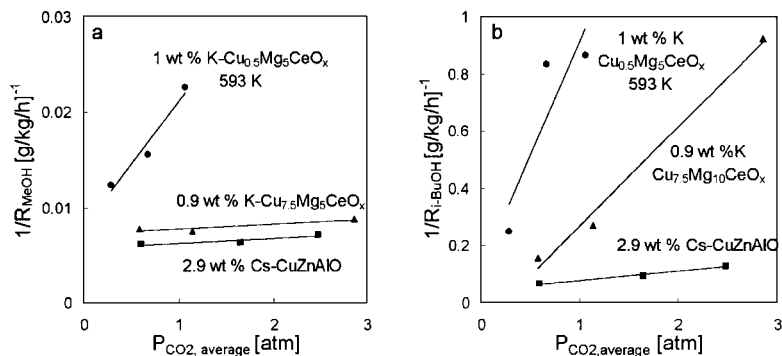 a
1 wt % K-Cu0.5Mg5CeOx
593 K
0.9 wt % K-Cu7.5Mg5CeOx
2.9 wt % Cs-CuZnAlO
1/RMeOH [g/kg/h]-1
0.03
0.02
0.01
0
0 1 2 3
PCO2, average [atm]
b
1 wt % K
Cu0.5Mg5CeOx
593 K
0.9 wt %K
Cu7.5Mg10CeOx
2.9 wt % Cs-CuZnAlO
1/Ri-BuOH [g/kg/h]-1
1
0.8
0.6
0.4
0.2
0
0 1 2 3
PCO2,average [atm]